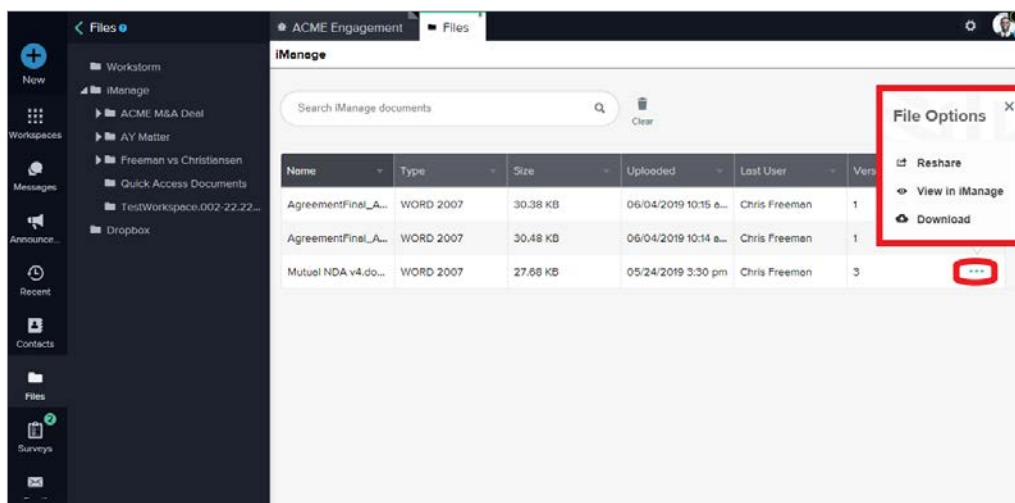 Files
ACME Engagement
Files
New
Workspaces
Messages
Announce...
Recent
Contacts
Files
2
Surveys
Workstorm
iManage
ACME M&A Deal
AY Matter
Freeman vs Christiansen
Quick Access Documents
TestWorkspace.002-22.22...
Dropbox
iManage
Search iManage documents
Clear
Name Type Size Uploaded Last User Vers
AgreementFinal_A... WORD 2007 30.38 KB 06/04/2019 10:15 a... Chris Freeman 1
AgreementFinal_A... WORD 2007 30.48 KB 06/04/2019 10:14 a... Chris Freeman 1
Mutual NDA v4.do... WORD 2007 27.68 KB 05/24/2019 3:30 pm Chris Freeman 3
File Options
Reshare
View in iManage
Download